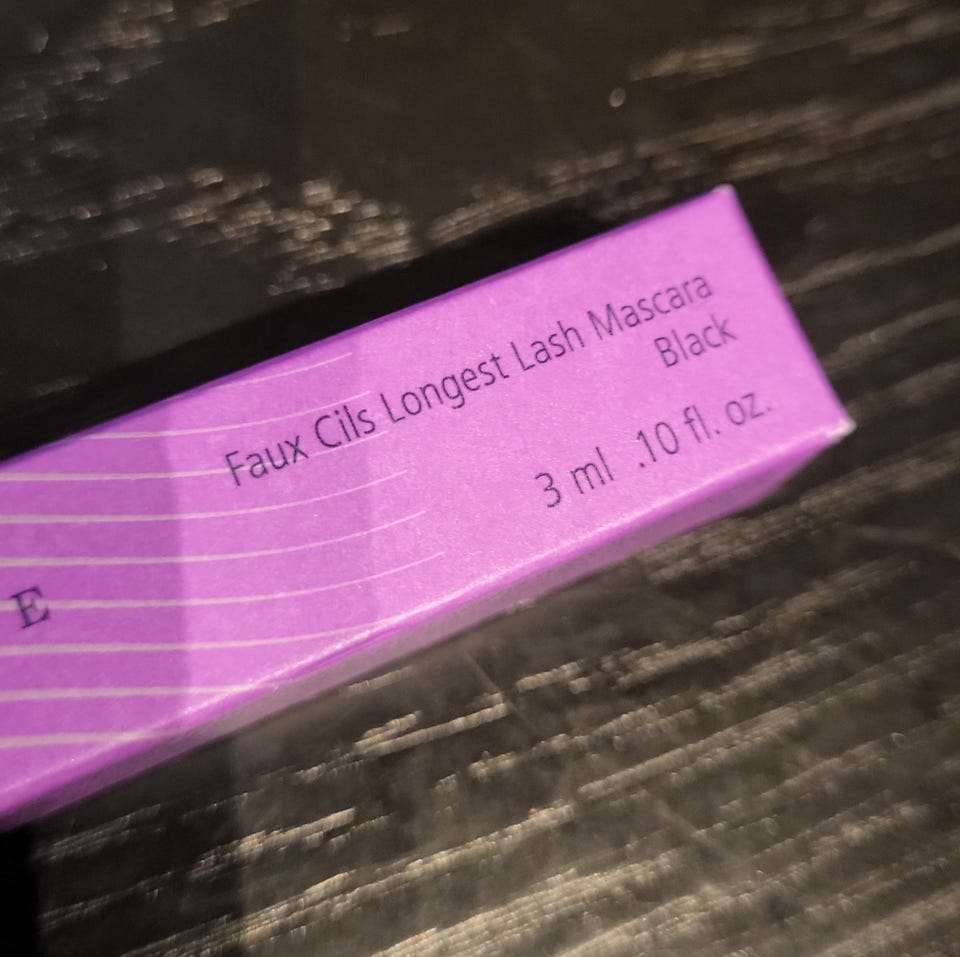 Faux Cils Longest Lash Mascara
Black
3 ml .10 fl. oz.
E